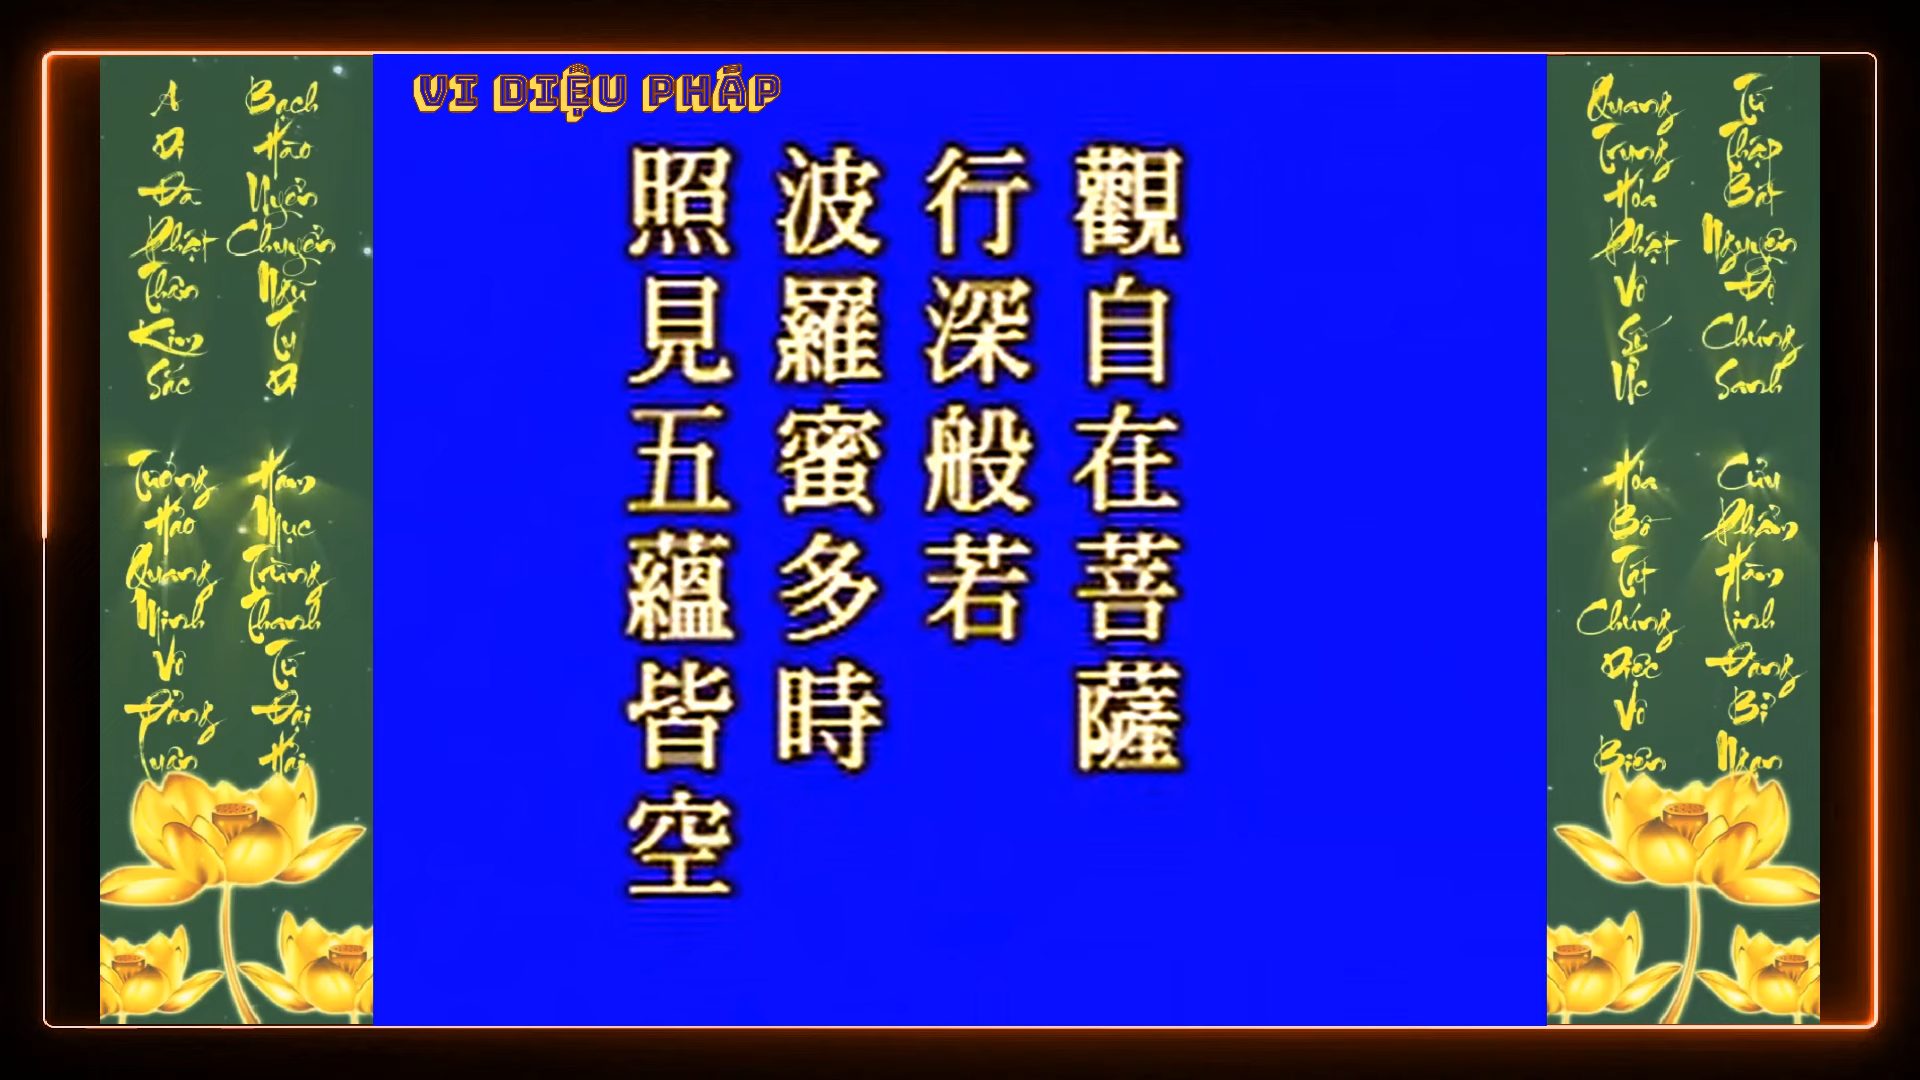 VI DIỆU PHÁP
觀自在菩薩
行深般若
波羅蜜多時
照見五蘊皆空
A Di Đà Phật Thân Kim Sắc
Tướng Hảo Quang Minh Vô Đẳng Luân
Bạch Hào Uyển Chuyển Ngũ Tu Di
Hám Mục Trừng Thanh Tứ Đại Hải
Quang Trung Hóa Phật Vô Số Ức
Hóa Bồ Tát Chúng Diệc Vô Biên
Tứ Thập Bát Nguyện Độ Chúng Sanh
Cửu Phẩm Hàm Linh Đăng Bỉ Ngạn